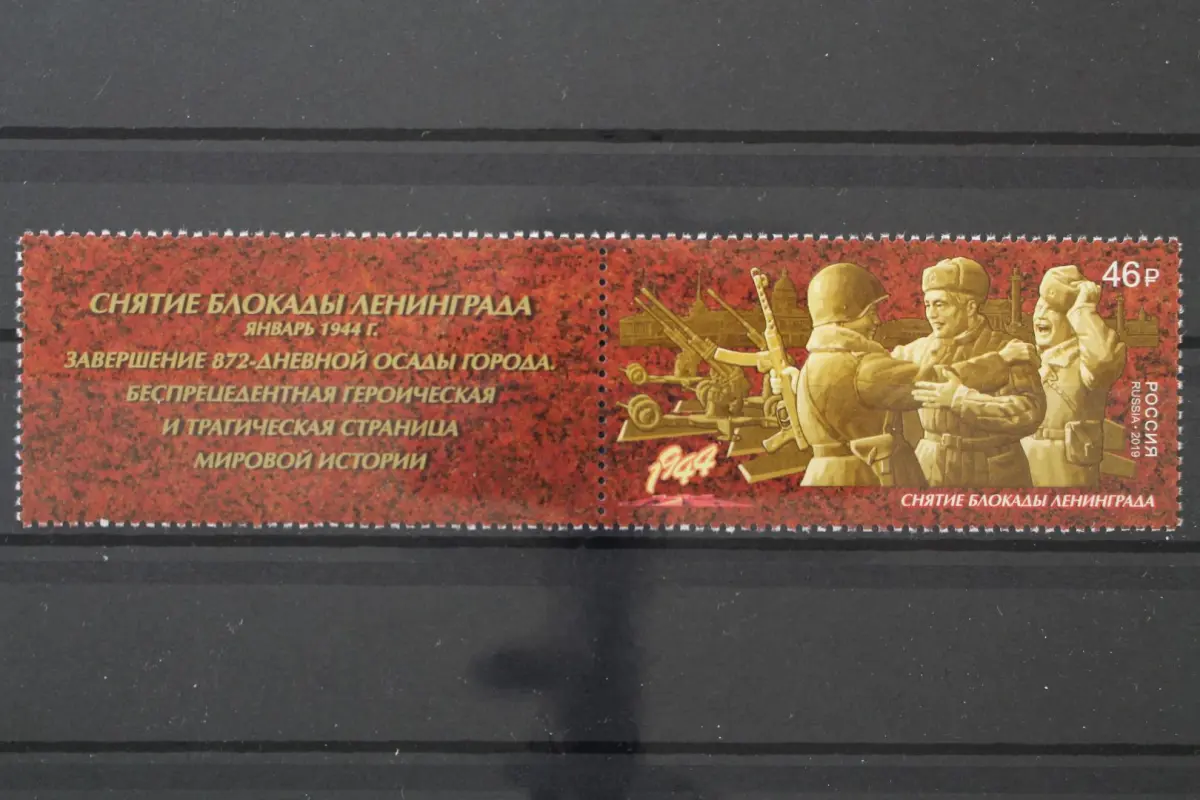 СНЯТИЕ БЛОКАДЫ ЛЕНИНГРАДА
ЯНВАРЬ 1944 Г.
ЗАВЕРШЕНИЕ 872-ДНЕВНОЙ ОСАДЫ ГОРОДА.
БЕСПРЕЦЕДЕНТНАЯ ГЕРОИЧЕСКАЯ
И ТРАГИЧЕСКАЯ СТРАНИЦА
МИРОВОЙ ИСТОРИИ
46₽
РОССИЯ
RUSSIA • 2019
1944
СНЯТИЕ БЛОКАДЫ ЛЕНИНГРАДА